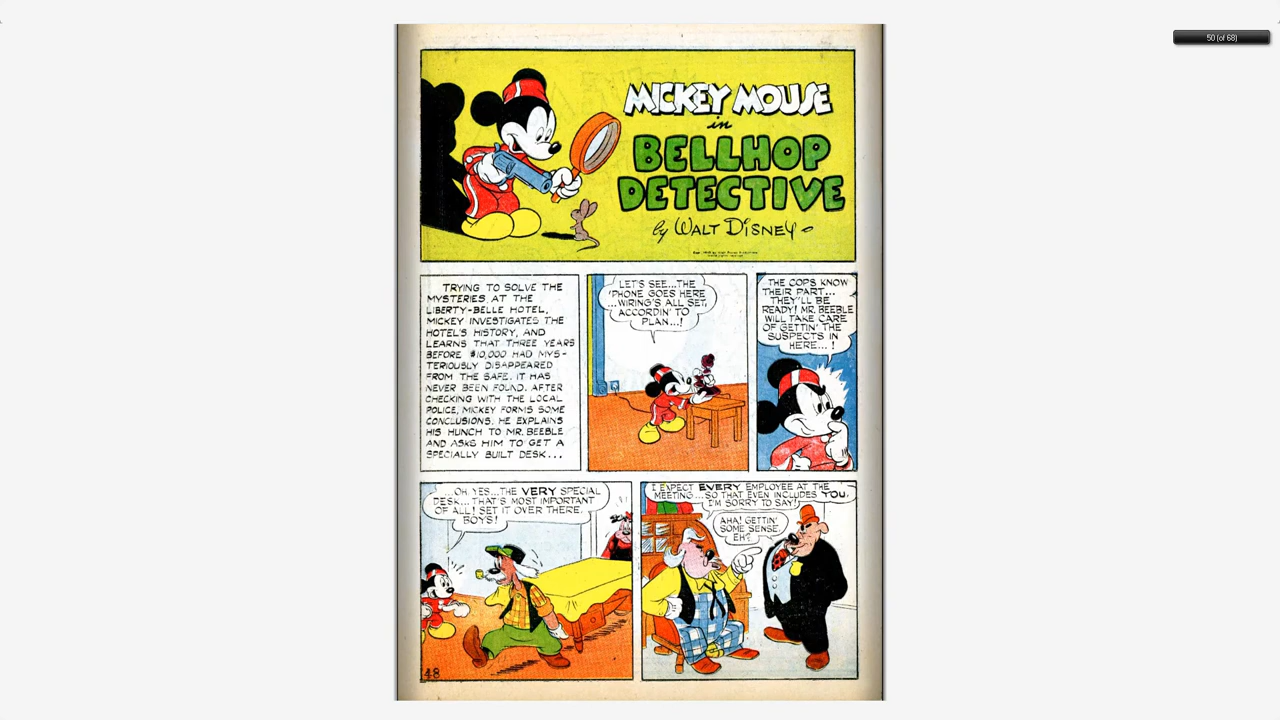 50 (of 68)
MICKEY MOUSE
in
BELLHOP
DETECTIVE
by WALT DISNEY
TRYING TO SOLVE THE
MYSTERIES AT THE
LIBERTY-BELLE HOTEL,
MICKEY INVESTIGATES THE
HOTEL'S HISTORY, AND
LEARNS THAT THREE YEARS
BEFORE $10,000 HAD MYS-
TERIOUSLY DISAPPEARED
FROM THE SAFE. IT HAS
NEVER BEEN FOUND. AFTER
CHECKING WITH THE LOCAL
POLICE, MICKEY FORMS SOME
CONCLUSIONS. HE EXPLAINS
HIS HUNCH TO MR. BEEBLE
AND ASKS HIM TO GET A
SPECIALLY BUILT DESK...
LET'S SEE...THE
'PHONE GOES HERE
...WIRING'S ALL SET,
ACCORDIN' TO
PLAN...!
THE COPS KNOW
THEIR PART...
THEY'LL BE
READY! MR. BEEBLE
WILL TAKE CARE
OF GETTIN' THE
SUSPECTS IN
HERE...!
...OH, YES...THE VERY SPECIAL
DESK...THAT'S MOST IMPORTANT
OF ALL! SET IT OVER THERE,
BOYS!
I EXPECT EVERY EMPLOYEE AT THE
MEETING...SO THAT EVEN INCLUDES YOU,
I'M SORRY TO SAY!
AHA! GETTIN'
SOME SENSE,
EH?
48